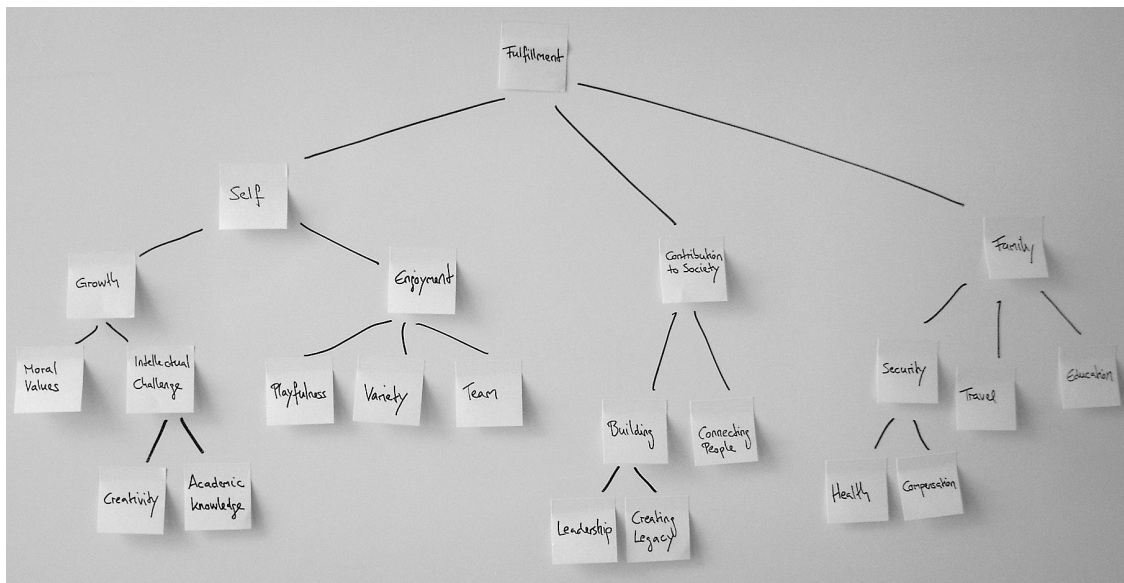 Fulfillment
Self
Growth
Moral
Values
Intellectual
Challenge
Creativity
Academic
knowledge
Enjoyment
Playfulness
Variety
Team
Contribution
to Society
Building
Leadership
Creating
Legacy
Connecting
People
Family
Security
Health
Compensation
Travel
Education